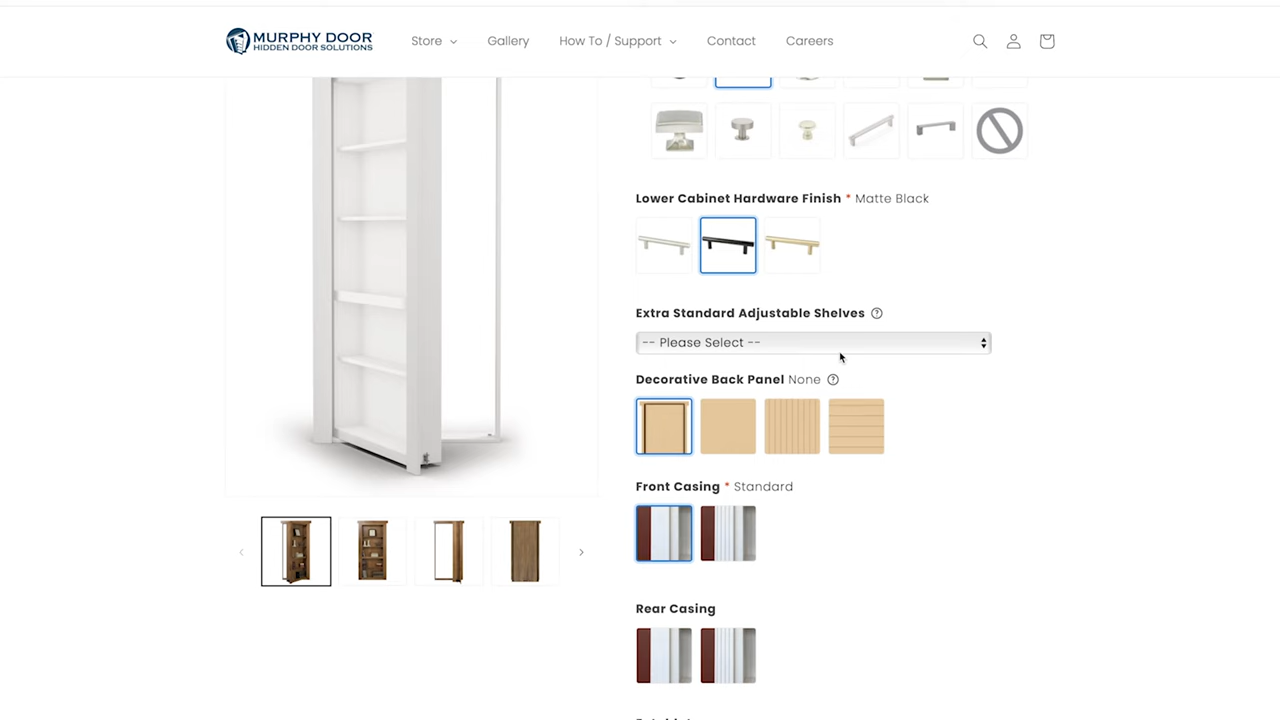 MURPHY DOOR
HIDDEN DOOR SOLUTIONS
Store
Gallery
How To / Support
Contact
Careers
Lower Cabinet Hardware Finish * Matte Black
Extra Standard Adjustable Shelves ?
-- Please Select --
Decorative Back Panel None ?
Front Casing * Standard
Rear Casing